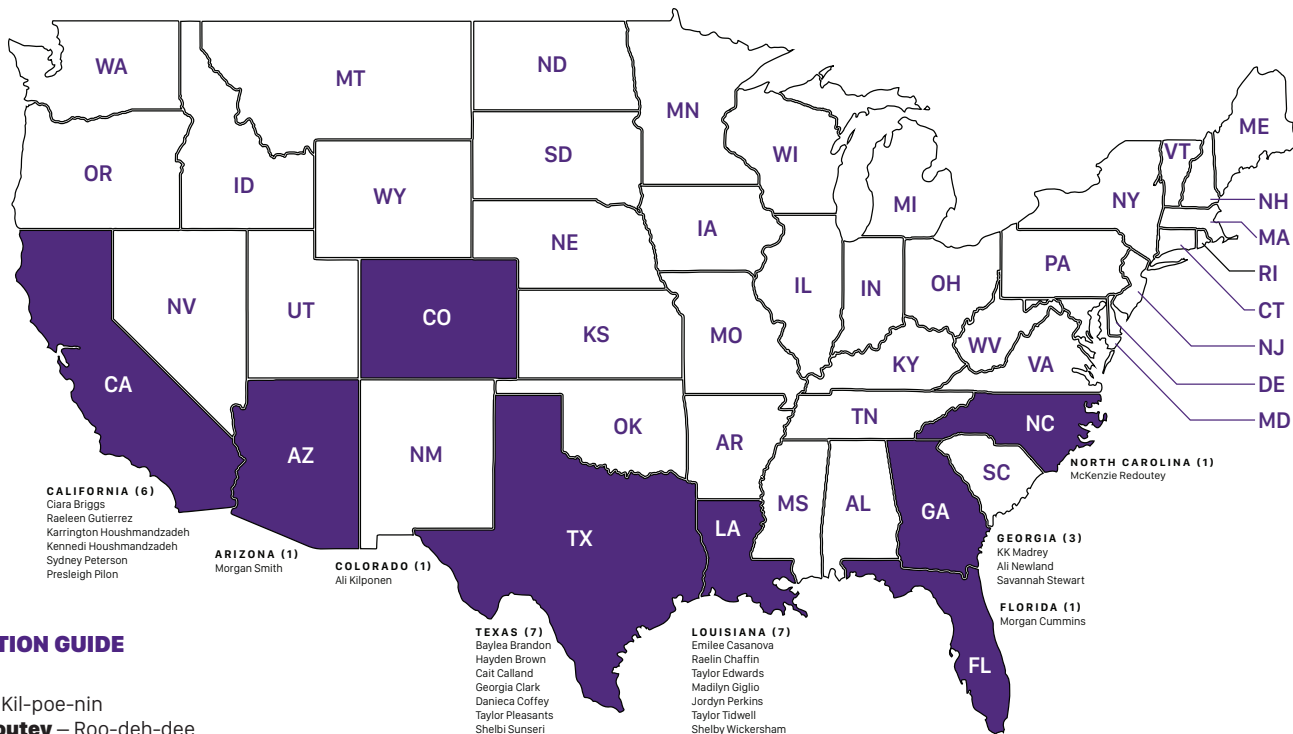 WA
MT
ND
MN
ME
OR
ID
WY
SD
WI
MI
VT
NY
NH
MA
RI
CT
NJ
DE
MD
NV
UT
CO
NE
IA
KS
MO
IL
IN
OH
PA
WV
VA
KY
CA
AZ
NM
OK
AR
TN
NC
SC
TX
LA
MS
AL
GA
FL
CALIFORNIA (6)
Ciara Briggs
Raeleen Gutierrez
Karrington Houshmandzadeh
Kennedi Houshmandzadeh
Sydney Peterson
Presleigh Pilon
ARIZONA (1)
Morgan Smith
COLORADO (1)
Ali Kilponen
TEXAS (7)
Baylea Brandon
Hayden Brown
Cait Calland
Georgia Clark
Danieca Coffey
Taylor Pleasants
Shelbi Sunseri
LOUISIANA (7)
Emilee Casanova
Raelin Chaffin
Taylor Edwards
Madilyn Giglio
Jordyn Perkins
Taylor Tidwell
Shelby Wickersham
NORTH CAROLINA (1)
McKenzie Redoutey
GEORGIA (3)
KK Madrey
Ali Newland
Savannah Stewart
FLORIDA (1)
Morgan Cummins
TION GUIDE
Kil-poe-nin
outey – Roo-deh-dee